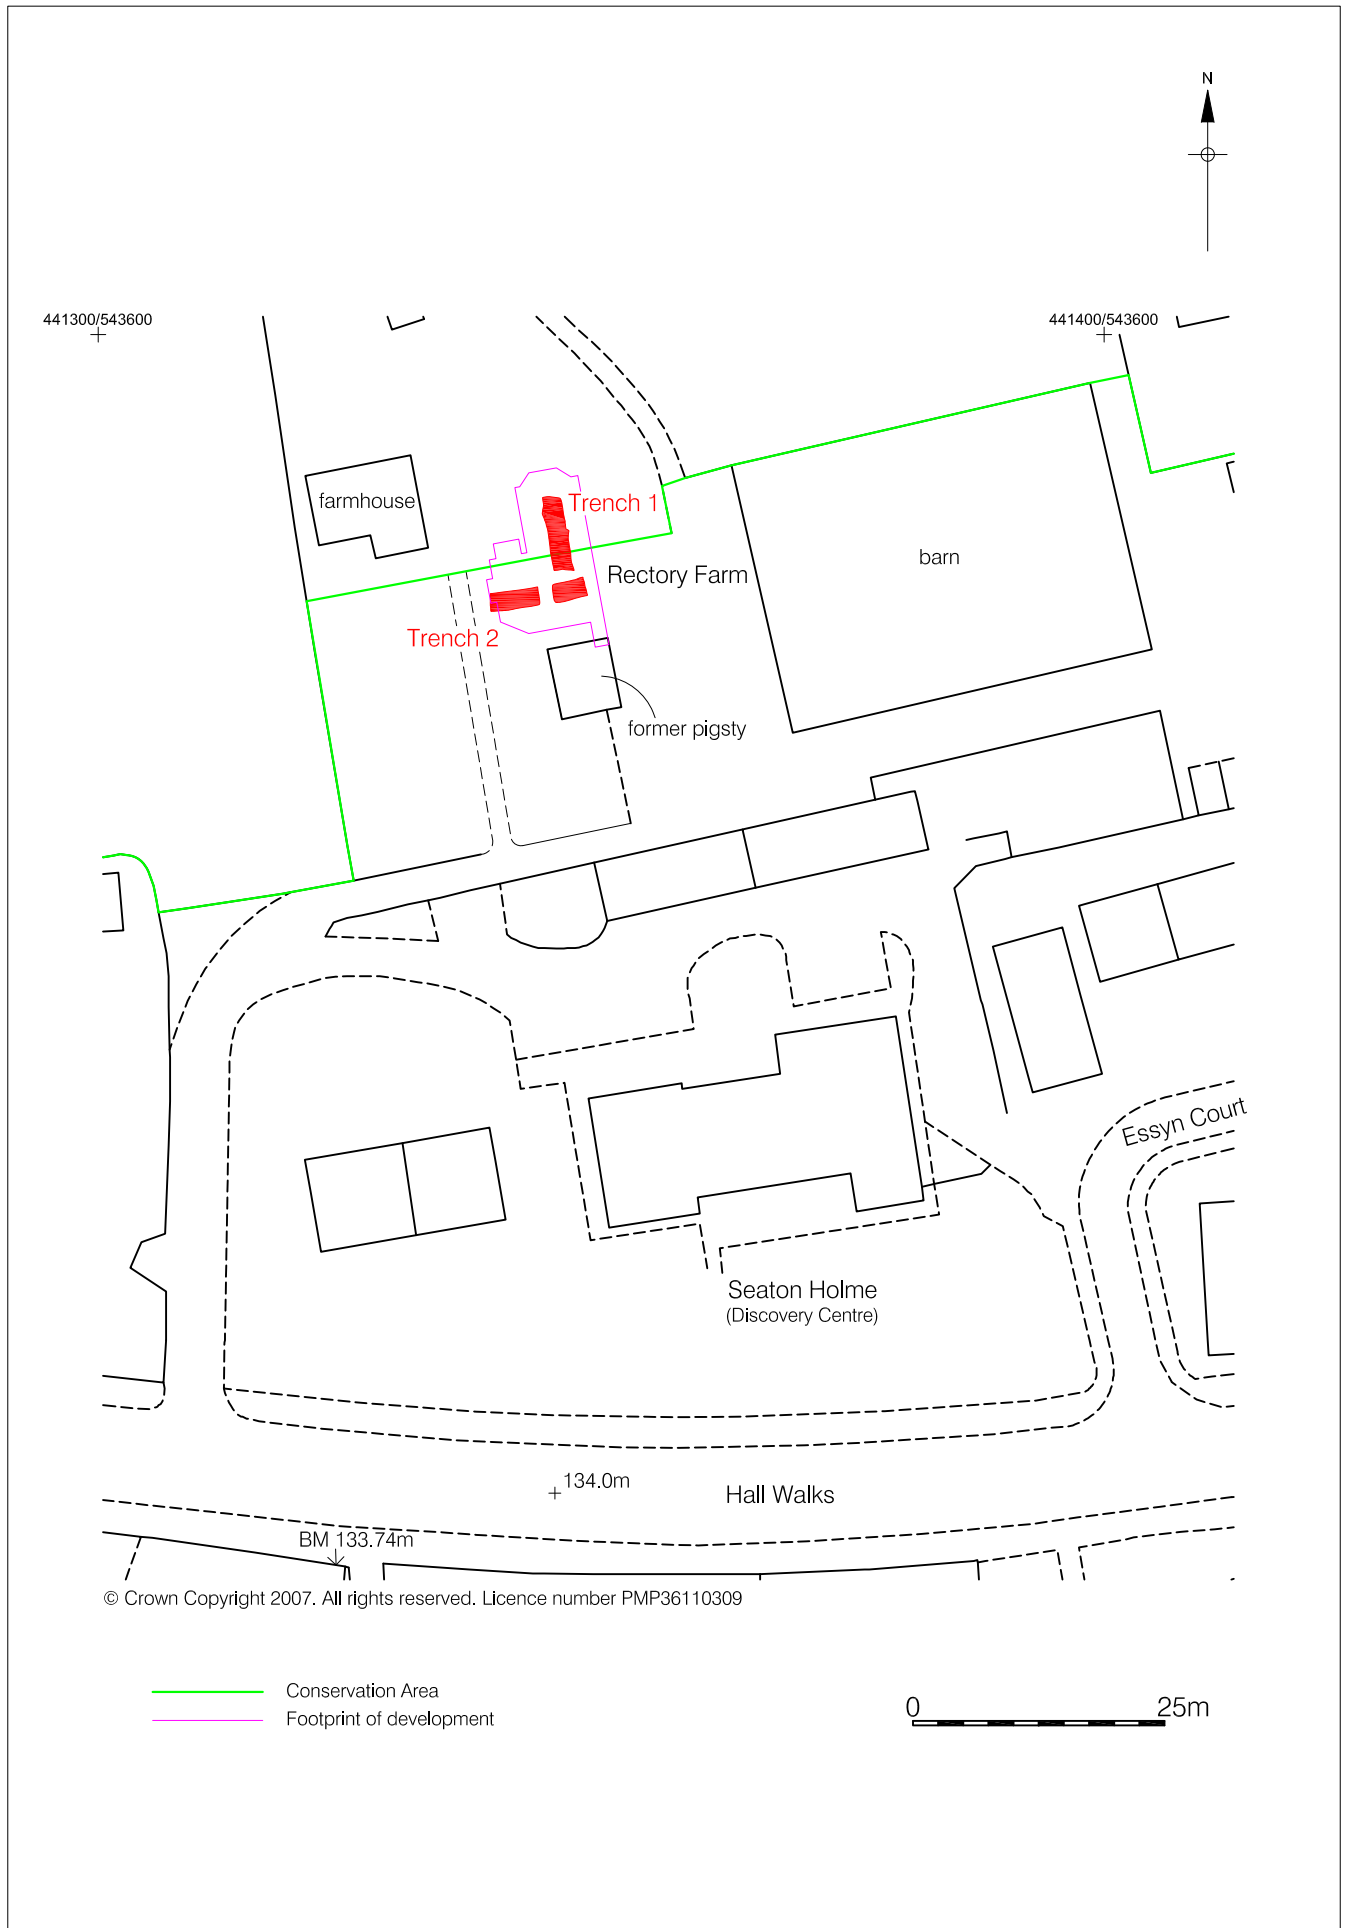 N
441300/543600
441400/543600
farmhouse
Trench 1
barn
Rectory Farm
Trench 2
former pigsty
Essyn Court
Seaton Holme
(Discovery Centre)
134.0m
Hall Walks
BM 133.74m
© Crown Copyright 2007. All rights reserved. Licence number PMP36110309
Conservation Area
Footprint of development
0 25m